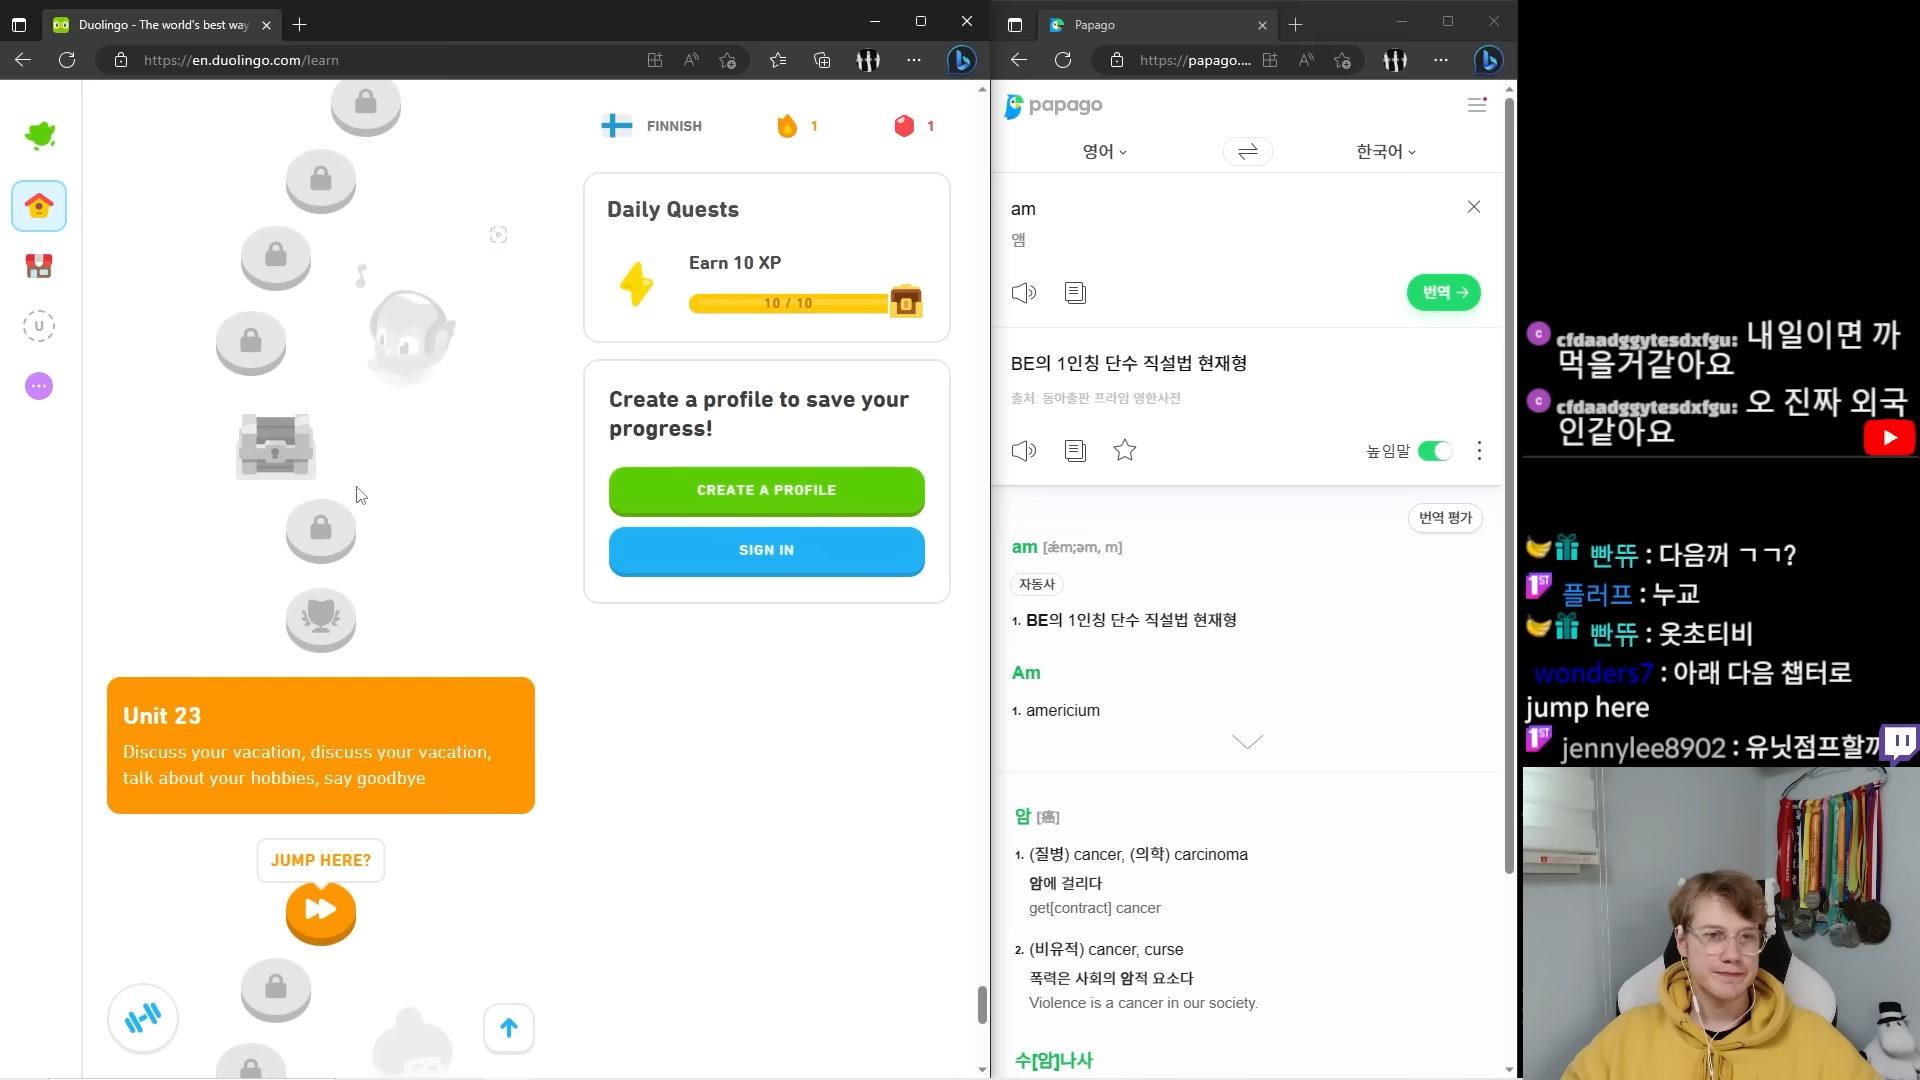 Duolingo - The world's best way
https://en.duolingo.com/learn
FINNISH
1
1
Daily Quests
Earn 10 XP
10 / 10
Create a profile to save your
progress!
CREATE A PROFILE
SIGN IN
U
Unit 23
Discuss your vacation, discuss your vacation,
talk about your hobbies, say goodbye
JUMP HERE?
Papago
https://papago....
papago
영어
한국어
am
앰
번역
BE의 1인칭 단수 직설법 현재형
출처: 동아출판 프라임 영한사전
높임말
번역 평가
am [ǽm;əm, m]
자동사
1. BE의 1인칭 단수 직설법 현재형
Am
1. americium
암 [癌]
1. (질병) cancer, (의학) carcinoma
암에 걸리다
get[contract] cancer
2. (비유적) cancer, curse
폭력은 사회의 암적 요소다
Violence is a cancer in our society.
수[암]나사
c cfdaadggytesdxfgu: 내일이면 까
먹을거같아요
c cfdaadggytesdxfgu: 오 진짜 외국
인같아요
빤뜌 : 다음꺼 ㄱㄱ?
1ST 플러프 : 누교
빤뜌 : 옷초티비
wonders7 : 아래 다음 챕터로
jump here
1ST jennylee8902 : 유닛점프할까